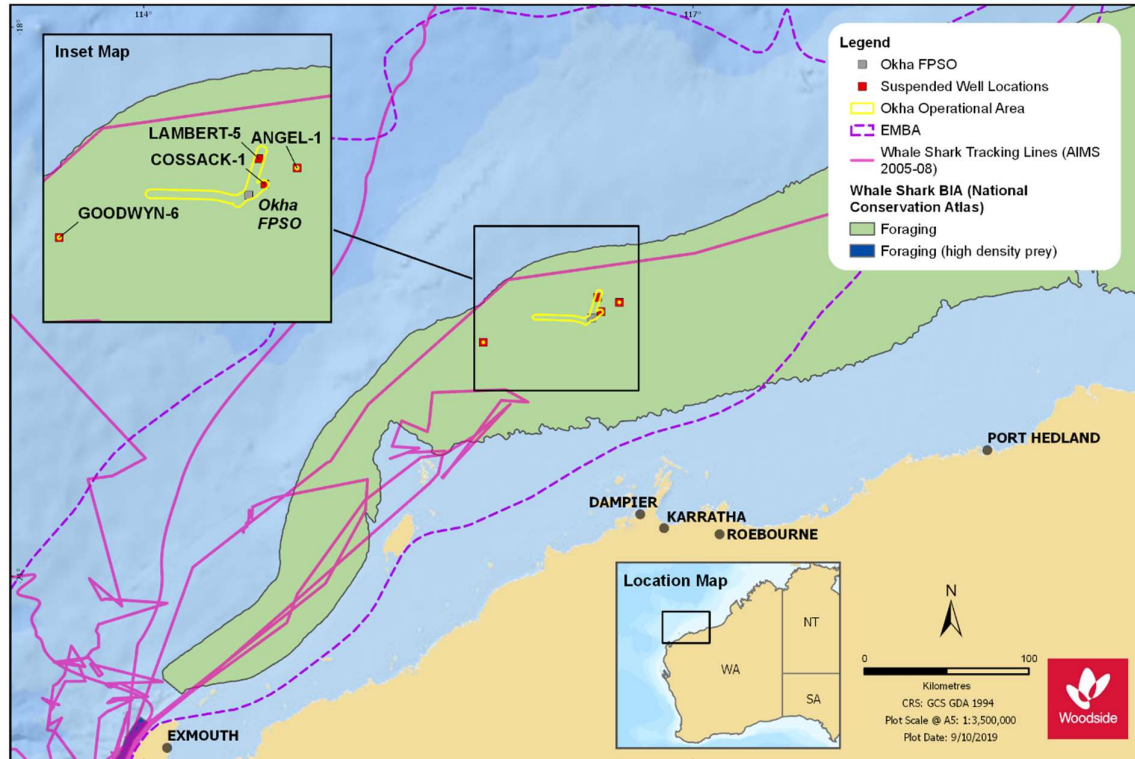 -18°
114°
117°
Inset Map
LAMBERT-5
ANGEL-1
COSSACK-1
Okha
FPSO
GOODWYN-6
Legend
Okha FPSO
Suspended Well Locations
Okha Operational Area
EMBA
Whale Shark Tracking Lines (AIMS
2005-08)
Whale Shark BIA (National
Conservation Atlas)
Foraging
Foraging (high density prey)
PORT HEDLAND
DAMPIER
KARRATHA
ROEBOURNE
EXMOUTH
Location Map
WA
NT
SA
N
0
100
Kilometres
CRS: GCS GDA 1994
Plot Scale @ A5: 1:3,500,000
Plot Date: 9/10/2019
Woodside